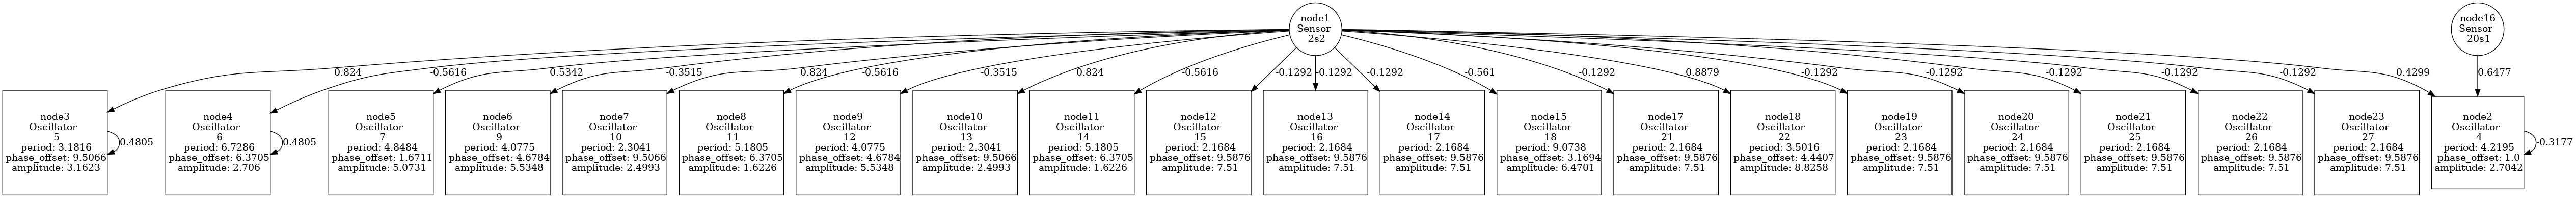 node1
Sensor
2s2
node16
Sensor
20s1
0.824
-0.5616
0.5342
-0.3515
0.824
-0.5616
-0.3515
0.824
-0.5616
-0.1292
-0.1292
-0.1292
-0.561
-0.1292
0.8879
-0.1292
-0.1292
-0.1292
-0.1292
-0.1292
0.4299
0.6477
node3
Oscillator
5
period: 3.1816
phase_offset: 9.5066
amplitude: 3.1623
0.4805
node4
Oscillator
6
period: 6.7286
phase_offset: 6.3705
amplitude: 2.706
0.4805
node5
Oscillator
7
period: 4.8484
phase_offset: 1.6711
amplitude: 5.0731
node6
Oscillator
9
period: 4.0775
phase_offset: 4.6784
amplitude: 5.5348
node7
Oscillator
10
period: 2.3041
phase_offset: 9.5066
amplitude: 2.4993
node8
Oscillator
11
period: 5.1805
phase_offset: 6.3705
amplitude: 1.6226
node9
Oscillator
12
period: 4.0775
phase_offset: 4.6784
amplitude: 5.5348
node10
Oscillator
13
period: 2.3041
phase_offset: 9.5066
amplitude: 2.4993
node11
Oscillator
14
period: 5.1805
phase_offset: 6.3705
amplitude: 1.6226
node12
Oscillator
15
period: 2.1684
phase_offset: 9.5876
amplitude: 7.51
node13
Oscillator
16
period: 2.1684
phase_offset: 9.5876
amplitude: 7.51
node14
Oscillator
17
period: 2.1684
phase_offset: 9.5876
amplitude: 7.51
node15
Oscillator
18
period: 9.0738
phase_offset: 3.1694
amplitude: 6.4701
node17
Oscillator
21
period: 2.1684
phase_offset: 9.5876
amplitude: 7.51
node18
Oscillator
22
period: 3.5016
phase_offset: 4.4407
amplitude: 8.8258
node19
Oscillator
23
period: 2.1684
phase_offset: 9.5876
amplitude: 7.51
node20
Oscillator
24
period: 2.1684
phase_offset: 9.5876
amplitude: 7.51
node21
Oscillator
25
period: 2.1684
phase_offset: 9.5876
amplitude: 7.51
node22
Oscillator
26
period: 2.1684
phase_offset: 9.5876
amplitude: 7.51
node23
Oscillator
27
period: 2.1684
phase_offset: 9.5876
amplitude: 7.51
node2
Oscillator
4
period: 4.2195
phase_offset: 1.0
amplitude: 2.7042
-0.3177